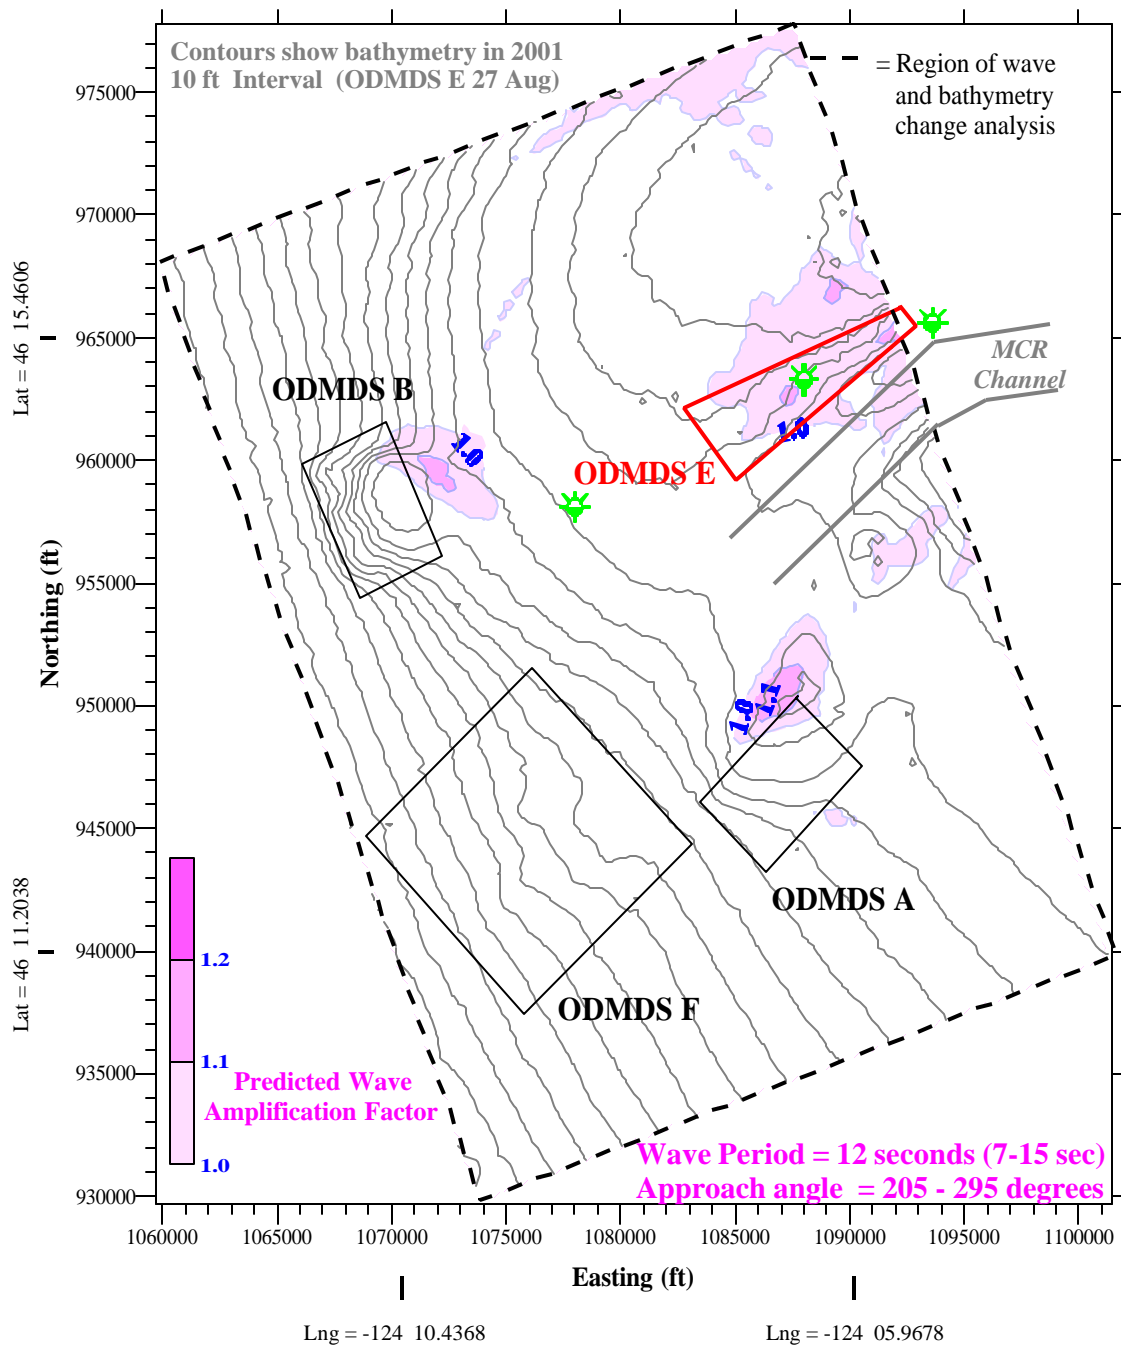 Contours show bathymetry in 2001
10 ft Interval (ODMDS E 27 Aug)
= Region of wave
and bathymetry
change analysis
975000
970000
965000
960000
955000
950000
945000
940000
935000
930000
Lat = 46 15.4606
Lat = 46 11.2038
Northing (ft)
MCR
Channel
ODMDS B
1.0
1.0
ODMDS E
1.0
1.1
ODMDS A
ODMDS F
1.2
1.1
1.0
Predicted Wave
Amplification Factor
Wave Period = 12 seconds (7-15 sec)
Approach angle = 205 - 295 degrees
1060000 1065000 1070000 1075000 1080000 1085000 1090000 1095000 1100000
Easting (ft)
Lng = -124 10.4368
Lng = -124 05.9678